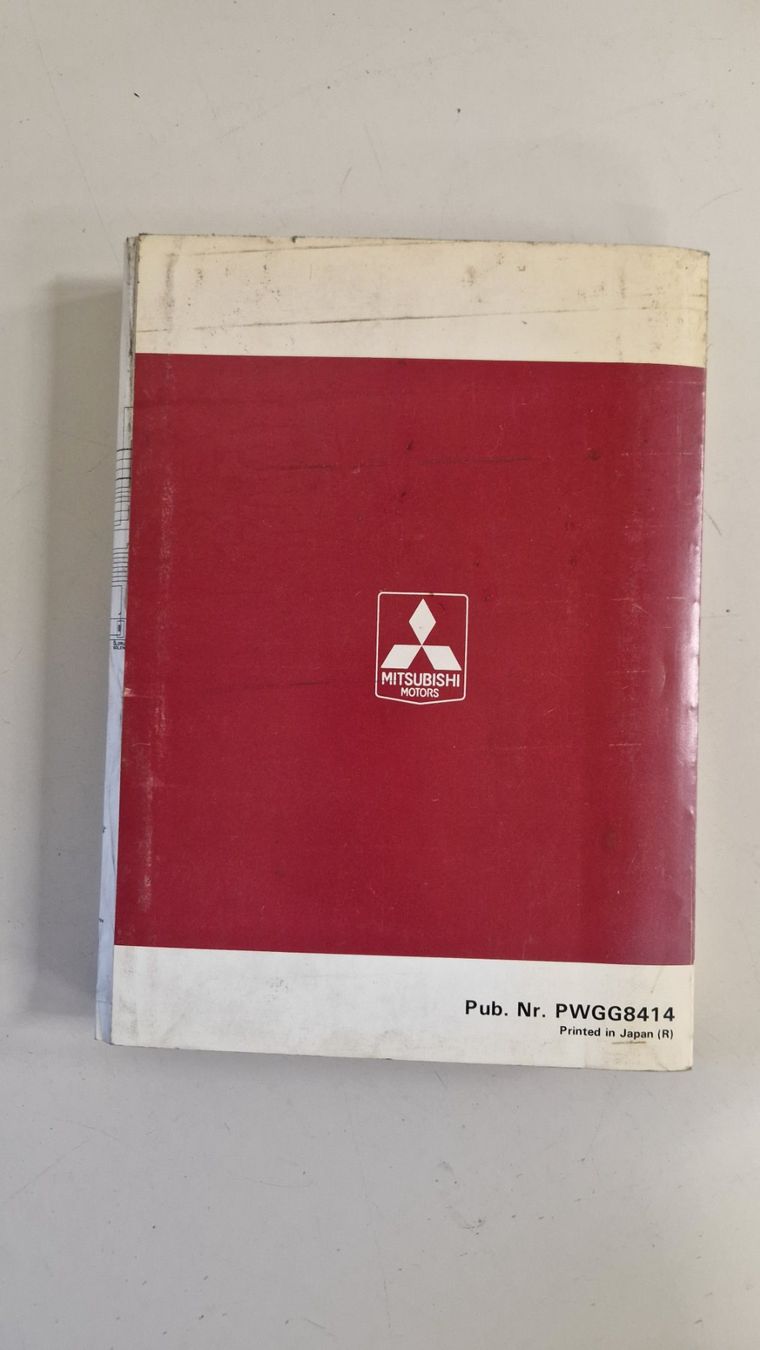 MITSUBISHI
MOTORS
Pub. Nr. PWGG8414
Printed in Japan (R)